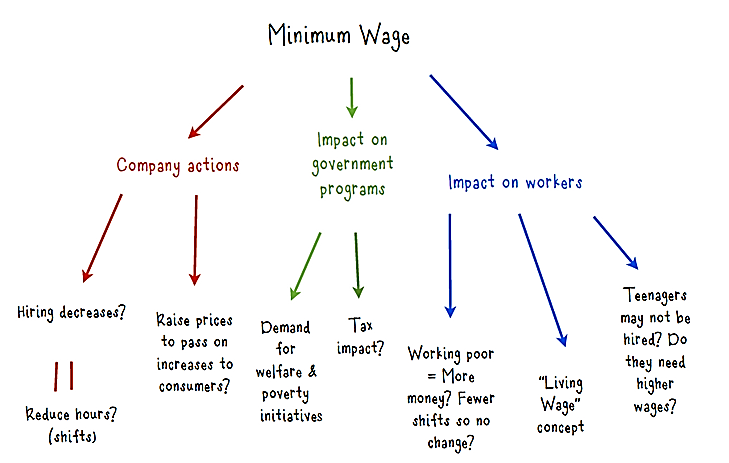 Minimum Wage
Company actions
Impact on
government
programs
Impact on workers
Hiring decreases?
Reduce hours?
(shifts)
Raise prices
to pass on
increases to
consumers?
Demand
for
welfare &
poverty
initiatives
Tax
impact?
Working poor
= More
money? Fewer
shifts so no
change?
"Living
Wage"
concept
Teenagers
may not be
hired? Do
they need
higher
wages?